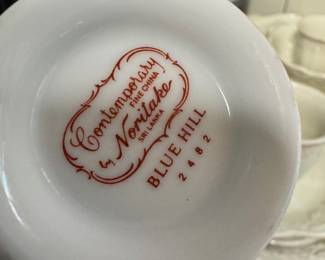 Contemporary
FINE CHINA
by Noritake
SRI LANKA
BLUE HILL
2482